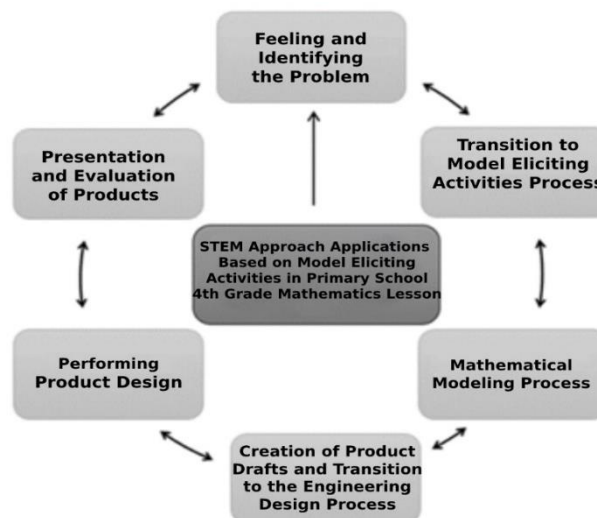 Feeling and
Identifying
the Problem
Presentation
and Evaluation
of Products
Transition to
Model Eliciting
Activities Process
STEM Approach Applications
Based on Model Eliciting
Activities in Primary School
4th Grade Mathematics Lesson
Performing
Product Design
Mathematical
Modeling Process
Creation of Product
Drafts and Transition
to the Engineering
Design Process